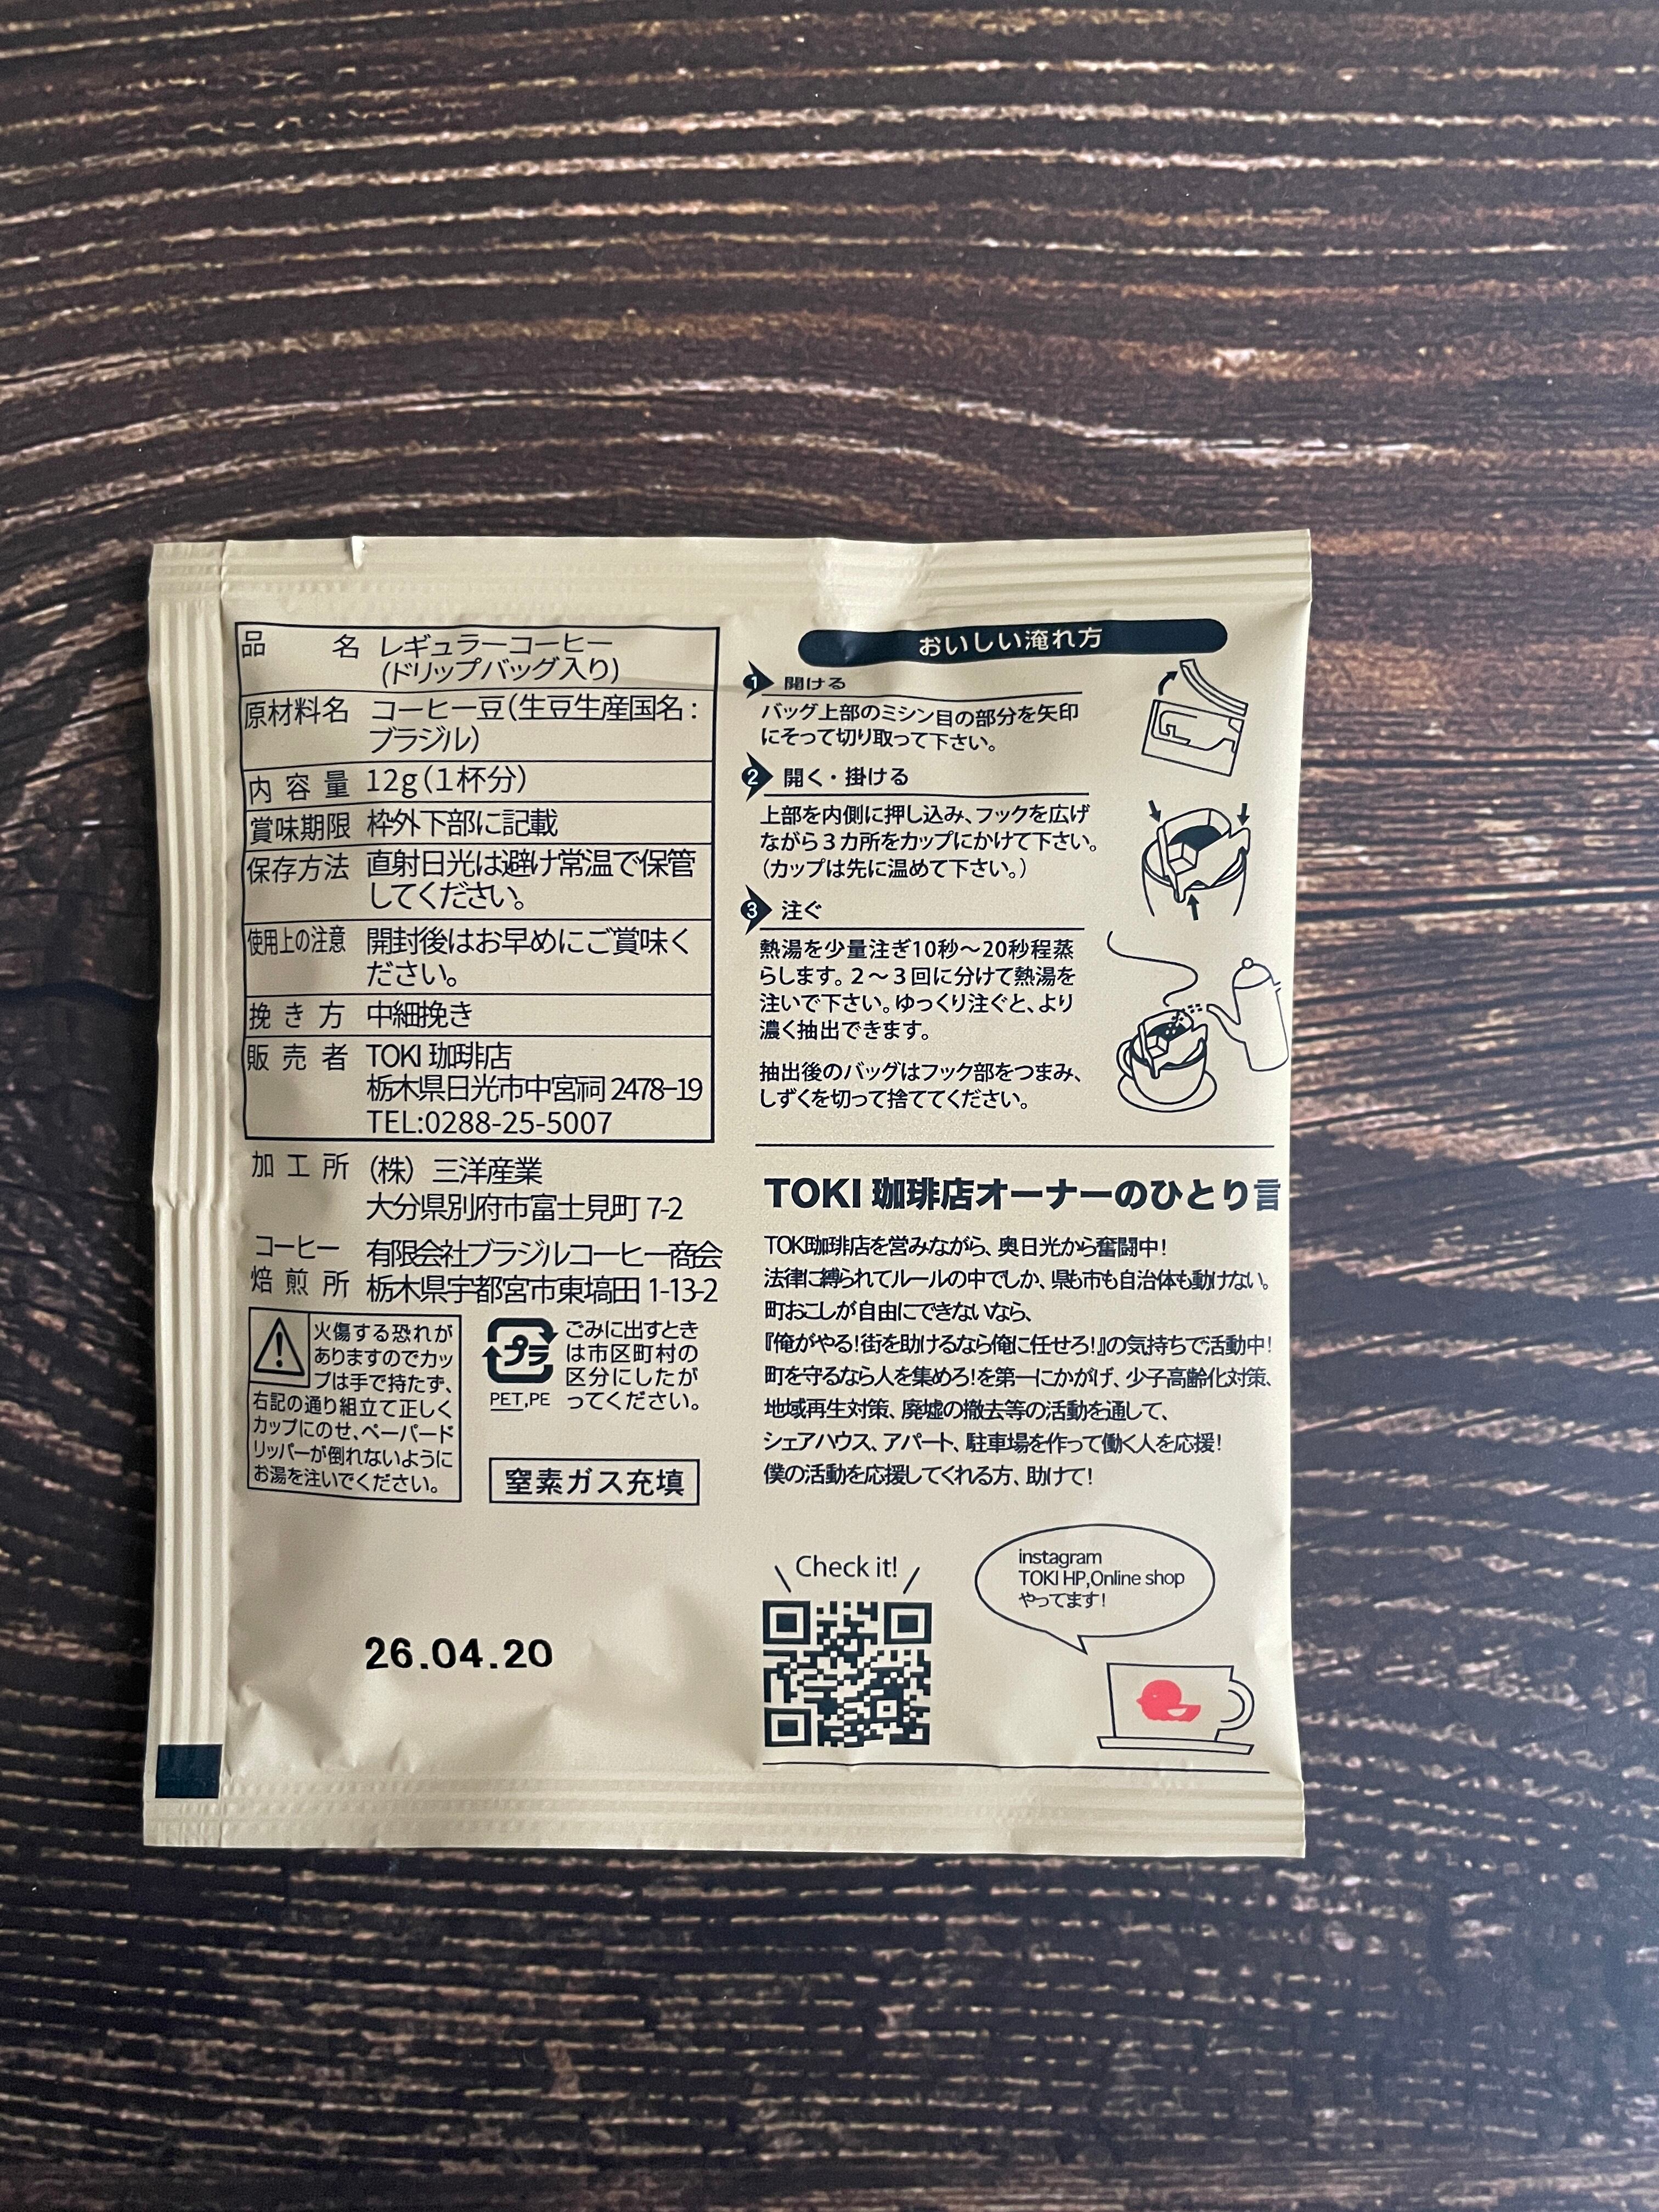 品名 レギュラーコーヒー
(ドリップバッグ入り)
原材料名 コーヒー豆(生豆生産国名:
ブラジル)
内容量 12g(1杯分)
賞味期限 枠外下部に記載
保存方法 直射日光は避け常温で保管
してください。
使用上の注意 開封後はお早めにご賞味く
ださい。
挽き方 中細挽き
販売者 TOKI 珈琲店
栃木県日光市中宮祠 2478-19
TEL:0288-25-5007
加工所 (株) 三洋産業
大分県別府市富士見町 7-2
コーヒー 有限会社ブラジルコーヒー商会
焙煎所 栃木県宇都宮市東塙田 1-13-2
火傷する恐れが
ありますのでカッ
プは手で持たず、
右記の通り組立て正しく
カップにのせ、ペーパード
リッパーが倒れないように
お湯を注いでください。
プラ
PET,PE
ごみに出すとき
は市区町村の
区分にしたが
ってください。
窒素ガス充填
26.04.20
おいしい淹れ方
1 開ける
バッグ上部のミシン目の部分を矢印
にそって切り取って下さい。
2 開く・掛ける
上部を内側に押し込み、フックを広げ
ながら3カ所をカップにかけて下さい。
(カップは先に温めて下さい。)
3 注ぐ
熱湯を少量注ぎ10秒〜20秒程蒸
らします。2〜3回に分けて熱湯を
注いで下さい。ゆっくり注ぐと、より
濃く抽出できます。
抽出後のバッグはフック部をつまみ、
しずくを切って捨ててください。
TOKI 珈琲店オーナーのひとり言
TOKI珈琲店を営みながら、奥日光から奮闘中!
法律に縛られてルールの中でしか、県も市も自治体も動けない。
町おこしが自由にできないなら、
『俺がやる!街を助けるなら俺に任せろ!』の気持ちで活動中!
町を守るなら人を集めろ!を第一にかがげ、少子高齢化対策、
地域再生対策、廃墟の撤去等の活動を通して、
シェアハウス、アパート、駐車場を作って働く人を応援!
僕の活動を応援してくれる方、助けて!
Check it!
instagram
TOKI HP,Online shop
やってます!